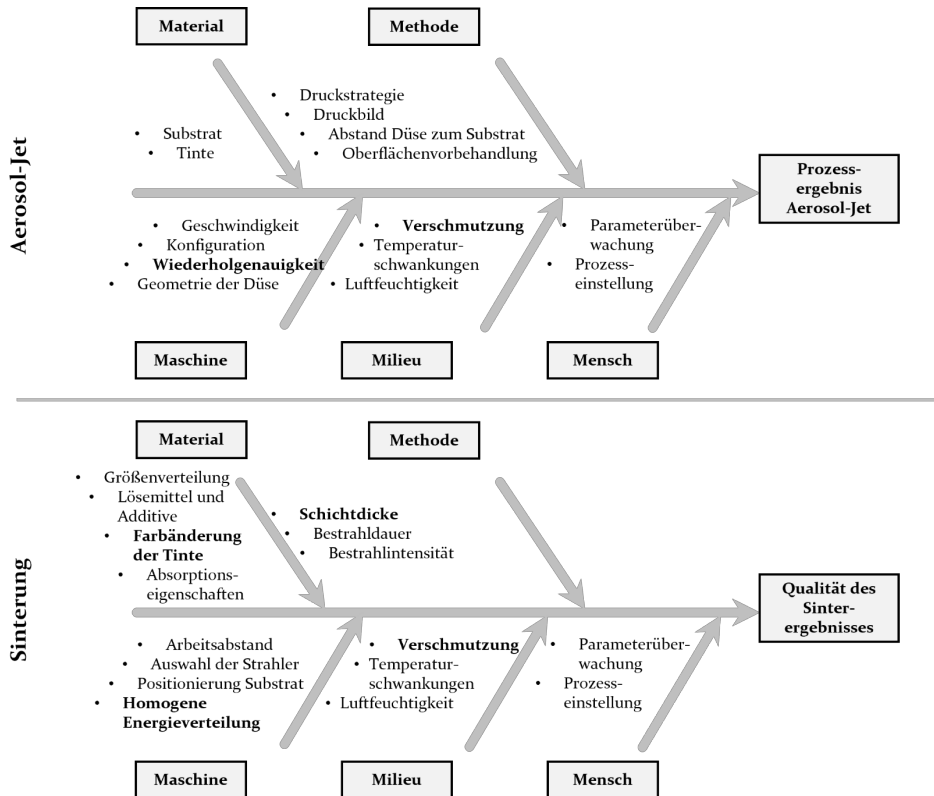 Aerosol-Jet
Material
Methode
• Druckstrategie
• Druckbild
• Abstand Düse zum Substrat
• Oberflächenvorbehandlung
• Substrat
• Tinte
Prozess-
ergebnis
Aerosol-Jet
• Geschwindigkeit
• Konfiguration
• Wiederholgenauigkeit
• Geometrie der Düse
• Verschmutzung
• Temperatur-
schwankungen
• Luftfeuchtigkeit
• Parameterüber-
wachung
• Prozess-
einstellung
Maschine
Milieu
Mensch
Sinterung
Material
Methode
• Größenverteilung
• Lösemittel und
Additive
• Farbänderung
der Tinte
• Absorptions-
eigenschaften
• Schichtdicke
• Bestrahldauer
• Bestrahlintensität
Qualität des
Sinter-
ergebnisses
• Arbeitsabstand
• Auswahl der Strahler
• Positionierung Substrat
• Homogene
Energieverteilung
• Verschmutzung
• Temperatur-
schwankungen
• Luftfeuchtigkeit
• Parameterüber-
wachung
• Prozess-
einstellung
Maschine
Milieu
Mensch